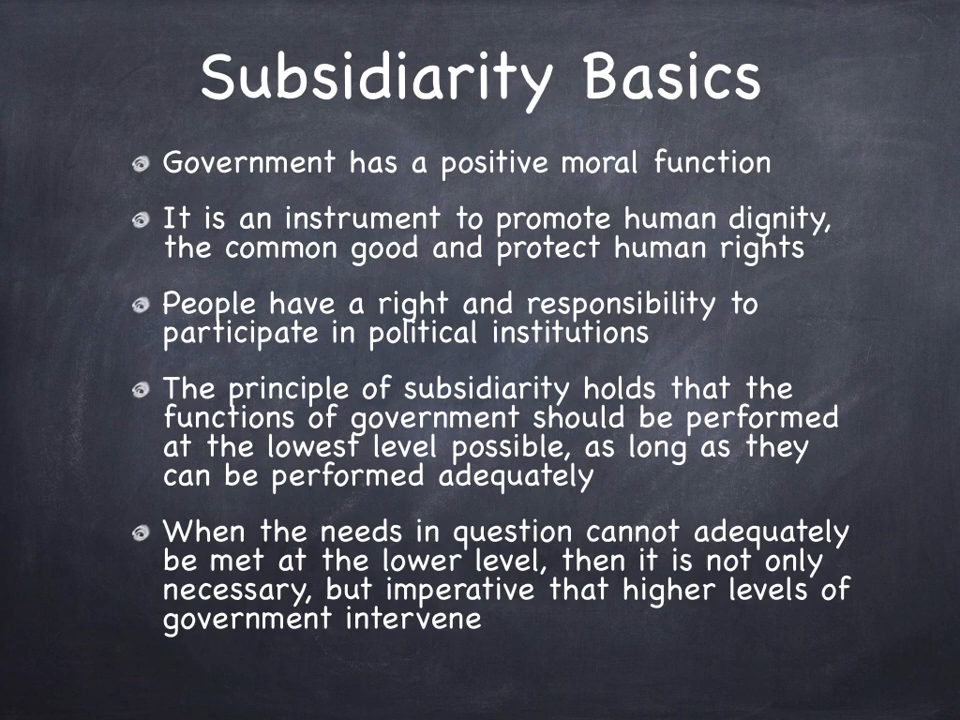 Subsidiarity Basics
Government has a positive moral function
It is an instrument to promote human dignity,
the common good and protect human rights
People have a right and responsibility to
participate in political institutions
The principle of subsidiarity holds that the
functions of government should be performed
at the lowest level possible, as long as they
can be performed adequately
When the needs in question cannot adequately
be met at the lower level, then it is not only
necessary, but imperative that higher levels of
government intervene